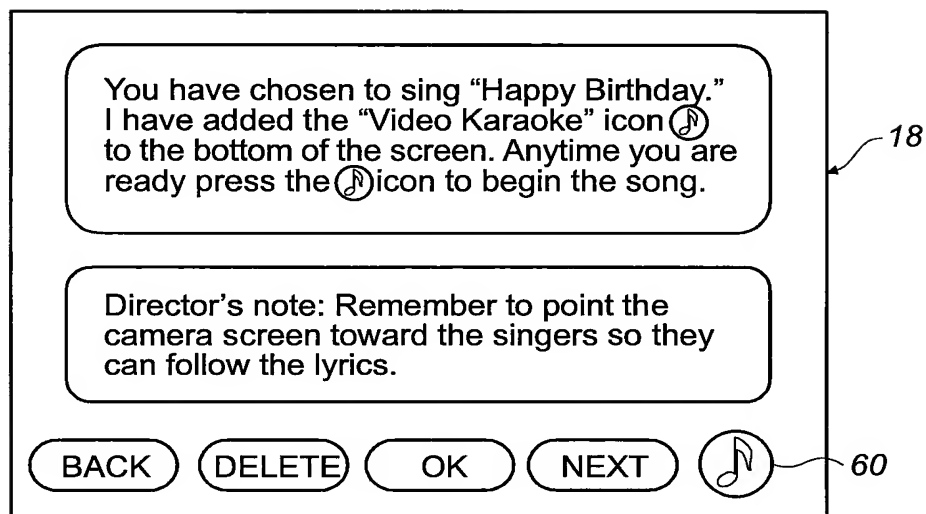 You have chosen to sing “Happy Birthday.”
I have added the “Video Karaoke” icon
to the bottom of the screen. Anytime you are
ready press the icon to begin the song.
18
Director’s note: Remember to point the
camera screen toward the singers so they
can follow the lyrics.
BACK DELETE OK NEXT 60